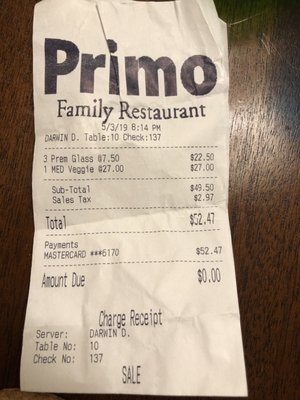 Primo
Family Restaurant
5/3/19 8:14 PM
DARWIN D. Table:10 Check:137
3 Prem Glass @7.50 $22.50
1 MED Veggie @27.00 $27.00
Sub-Total $49.50
Sales Tax $2.97
Total $52.47
Payments
MASTERCARD ***6170 $52.47
Amount Due $0.00
Charge Receipt
Server: DARWIN D.
Table No: 10
Check No: 137
SALE